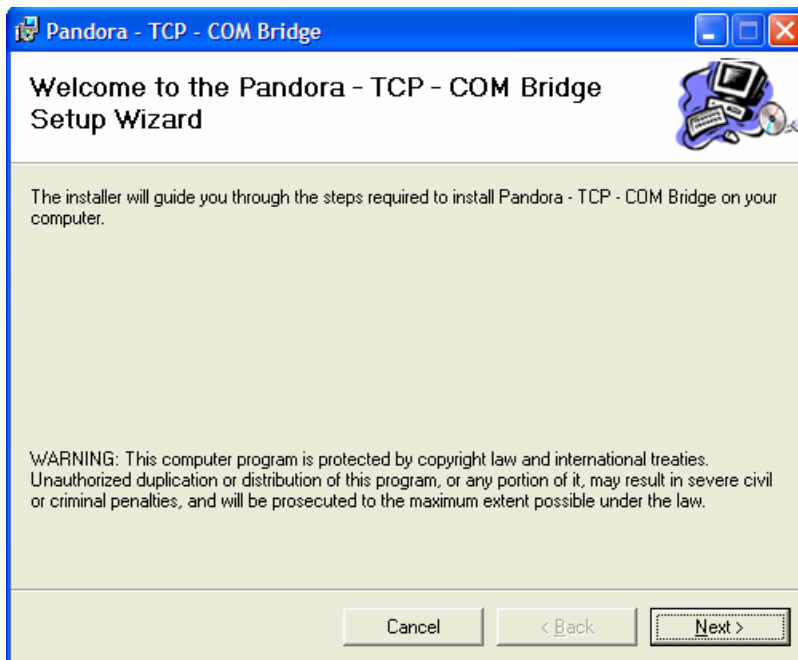 Pandora - TCP - COM Bridge
Welcome to the Pandora - TCP - COM Bridge
Setup Wizard
The installer will guide you through the steps required to install Pandora - TCP - COM Bridge on your
computer.
WARNING: This computer program is protected by copyright law and international treaties.
Unauthorized duplication or distribution of this program, or any portion of it, may result in severe civil
or criminal penalties, and will be prosecuted to the maximum extent possible under the law.
Cancel
< Back
Next >